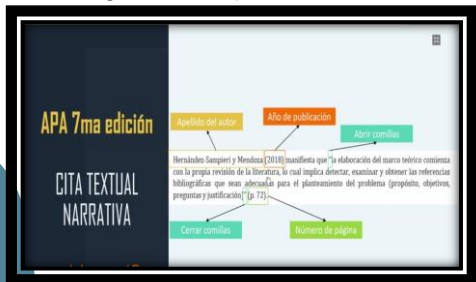 APA 7ma edición
CITA TEXTUAL
NARRATIVA
Apellido del autor
Año de publicación
Abrir comillas
Hernández-Sampieri y Mendoza (2018) manifiesta que "la elaboración del marco teórico comienza
con la propia revisión de la literatura, lo cual implica detectar, examinar y obtener las referencias
bibliográficas que sean adecuadas para el planteamiento del problema (propósito, objetivos,
preguntas y justificación)" (p. 72).
Cerrar comillas
Número de página